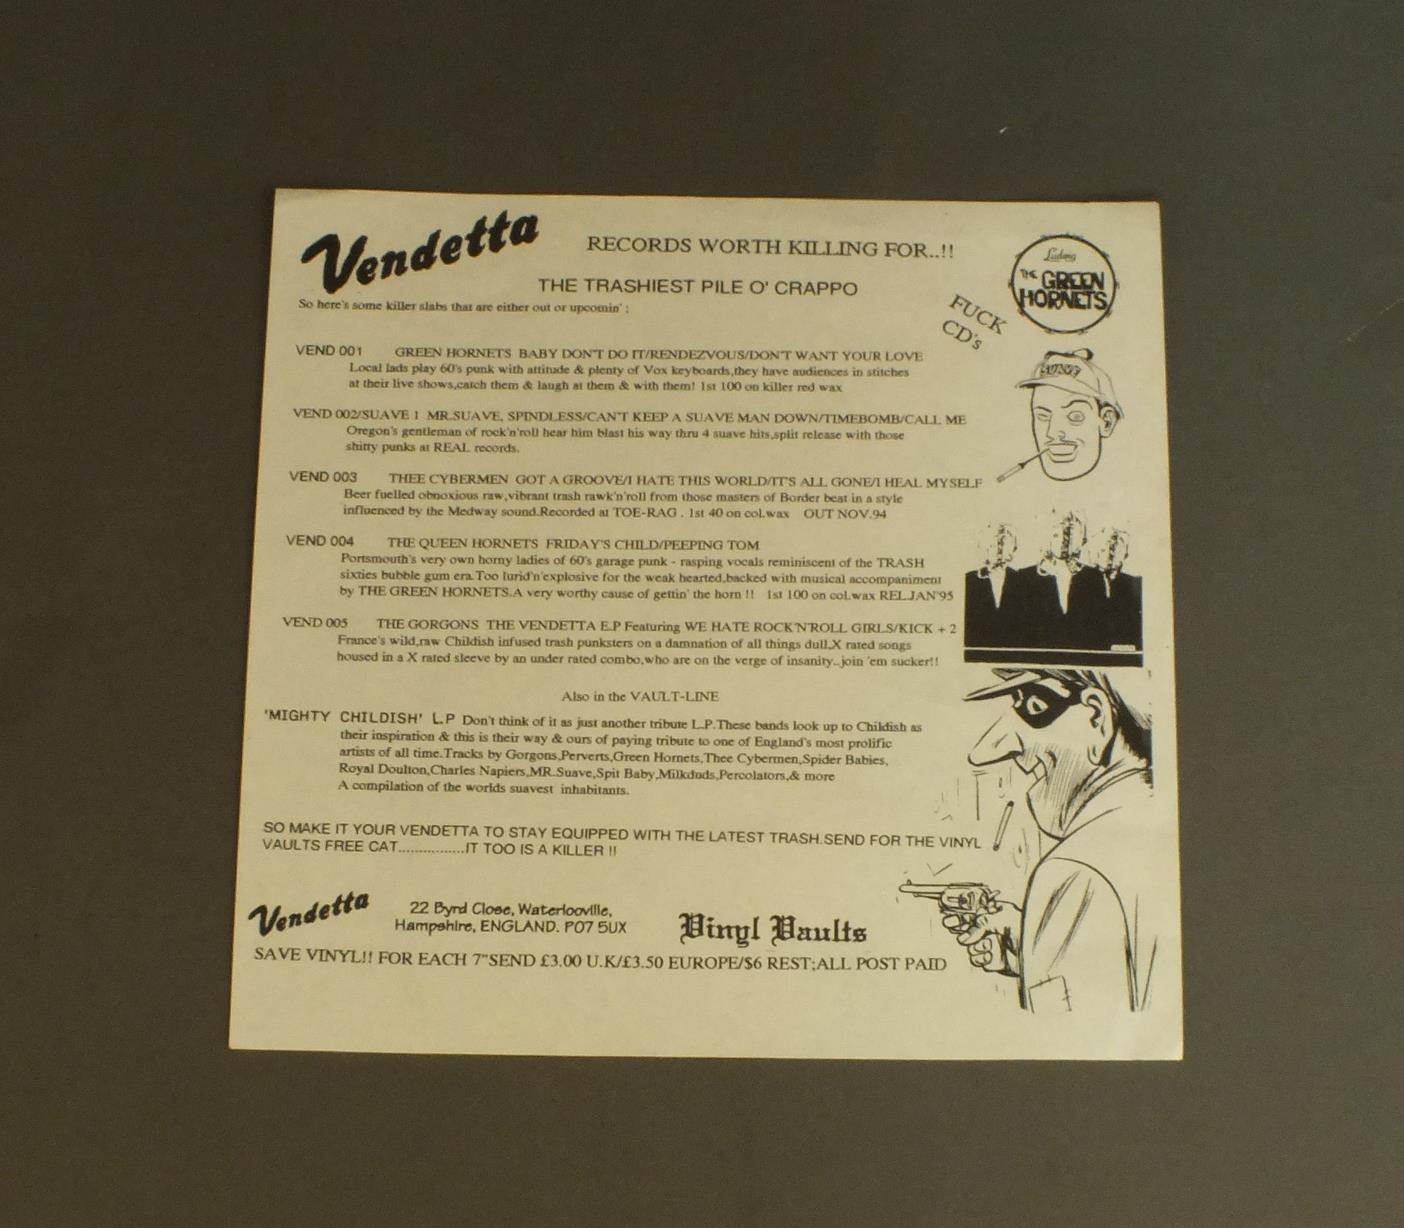 Vendetta
RECORDS WORTH KILLING FOR..!!
THE TRASHIEST PILE O' CRAPPO
So here's some killer slabs that are either out or upcomin' ;
FUCK
CD's
Ludwig
THE GREEN
HORNETS
VEND 001 GREEN HORNETS BABY DON'T DO IT/RENDEZVOUS/DON'T WANT YOUR LOVE
Local lads play 60's punk with attitude & plenty of Vox keyboards,they have audiences in stitches
at their live shows,catch them & laugh at them & with them! 1st 100 on killer red wax
VEND 002/SUAVE 1 MR.SUAVE, SPINDLESS/CAN'T KEEP A SUAVE MAN DOWN/TIMEBOMB/CALL ME
Oregon's gentleman of rock'n'roll hear him blast his way thru 4 suave hits,split release with those
shitty punks at REAL records.
VEND 003 THEE CYBERMEN GOT A GROOVE/I HATE THIS WORLD/IT'S ALL GONE/I HEAL MYSELF
Beer fuelled obnoxious raw,vibrant trash rawk'n'roll from those masters of Border beat in a style
influenced by the Medway sound.Recorded at TOE-RAG . 1st 40 on col.wax OUT NOV.94
VEND 004 THE QUEEN HORNETS FRIDAY'S CHILD/PEEPING TOM
Portsmouth's very own horny ladies of 60's garage punk - rasping vocals reminiscent of the TRASH
sixties bubble gum era.Too lurid'n'explosive for the weak hearted,backed with musical accompaniment
by THE GREEN HORNETS.A very worthy cause of gettin' the horn !! 1st 100 on col.wax REL.JAN'95
VEND 005 THE GORGONS THE VENDETTA E.P Featuring WE HATE ROCK'N'ROLL GIRLS/KICK + 2
France's wild,raw Childish infused trash punksters on a damnation of all things dull,X rated songs
housed in a X rated sleeve by an under rated combo,who are on the verge of insanity..join 'em sucker!!
Also in the VAULT-LINE
'MIGHTY CHILDISH' L.P Don't think of it as just another tribute L.P.These bands look up to Childish as
their inspiration & this is their way & ours of paying tribute to one of England's most prolific
artists of all time.Tracks by Gorgons,Perverts,Green Hornets,Thee Cybermen,Spider Babies,
Royal Doulton,Charles Napiers,MR.Suave,Spit Baby,Milkduds,Percolators,& more
A compilation of the worlds suavest inhabitants.
SO MAKE IT YOUR VENDETTA TO STAY EQUIPPED WITH THE LATEST TRASH.SEND FOR THE VINYL
VAULTS FREE CAT................IT TOO IS A KILLER !!
Vendetta
22 Byrd Close, Waterlooville,
Hampshire, ENGLAND. PO7 5UX
Vinyl Vaults
SAVE VINYL!! FOR EACH 7"SEND £3.00 U.K/£3.50 EUROPE/$6 REST;ALL POST PAID